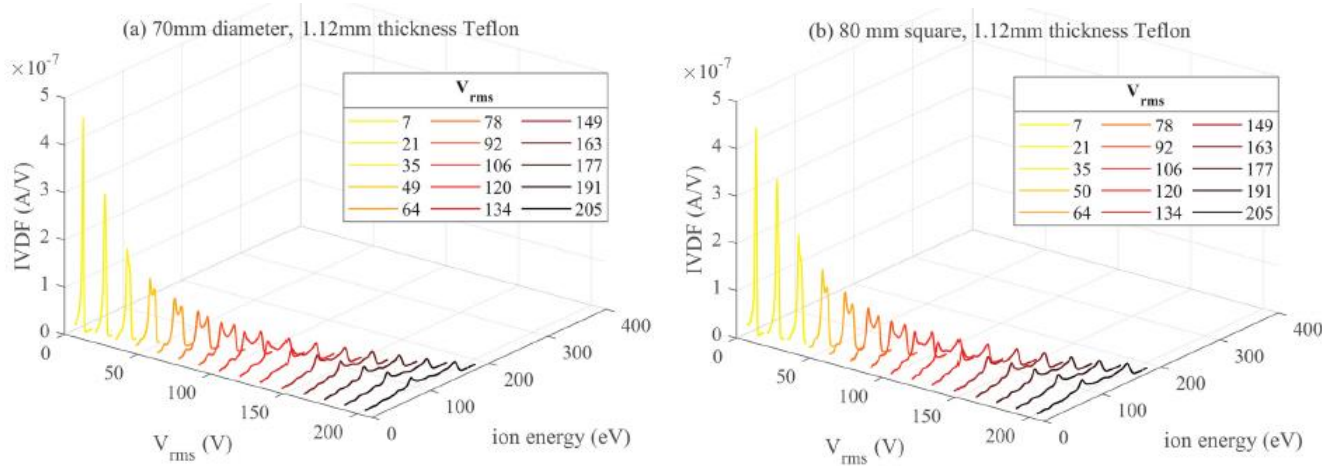 (a) 70mm diameter, 1.12mm thickness Teflon
×10⁻⁷
5
4
3
2
1
0
IVDF (A/V)
V_rms
7 78 149
21 92 163
35 106 177
49 120 191
64 134 205
0
50
100
150
200
V_rms (V)
0
100
200
300
400
ion energy (eV)
(b) 80 mm square, 1.12mm thickness Teflon
×10⁻⁷
5
4
3
2
1
0
IVDF (A/V)
V_rms
7 78 149
21 92 163
35 106 177
50 120 191
64 134 205
0
50
100
150
200
V_rms (V)
0
100
200
300
400
ion energy (eV)